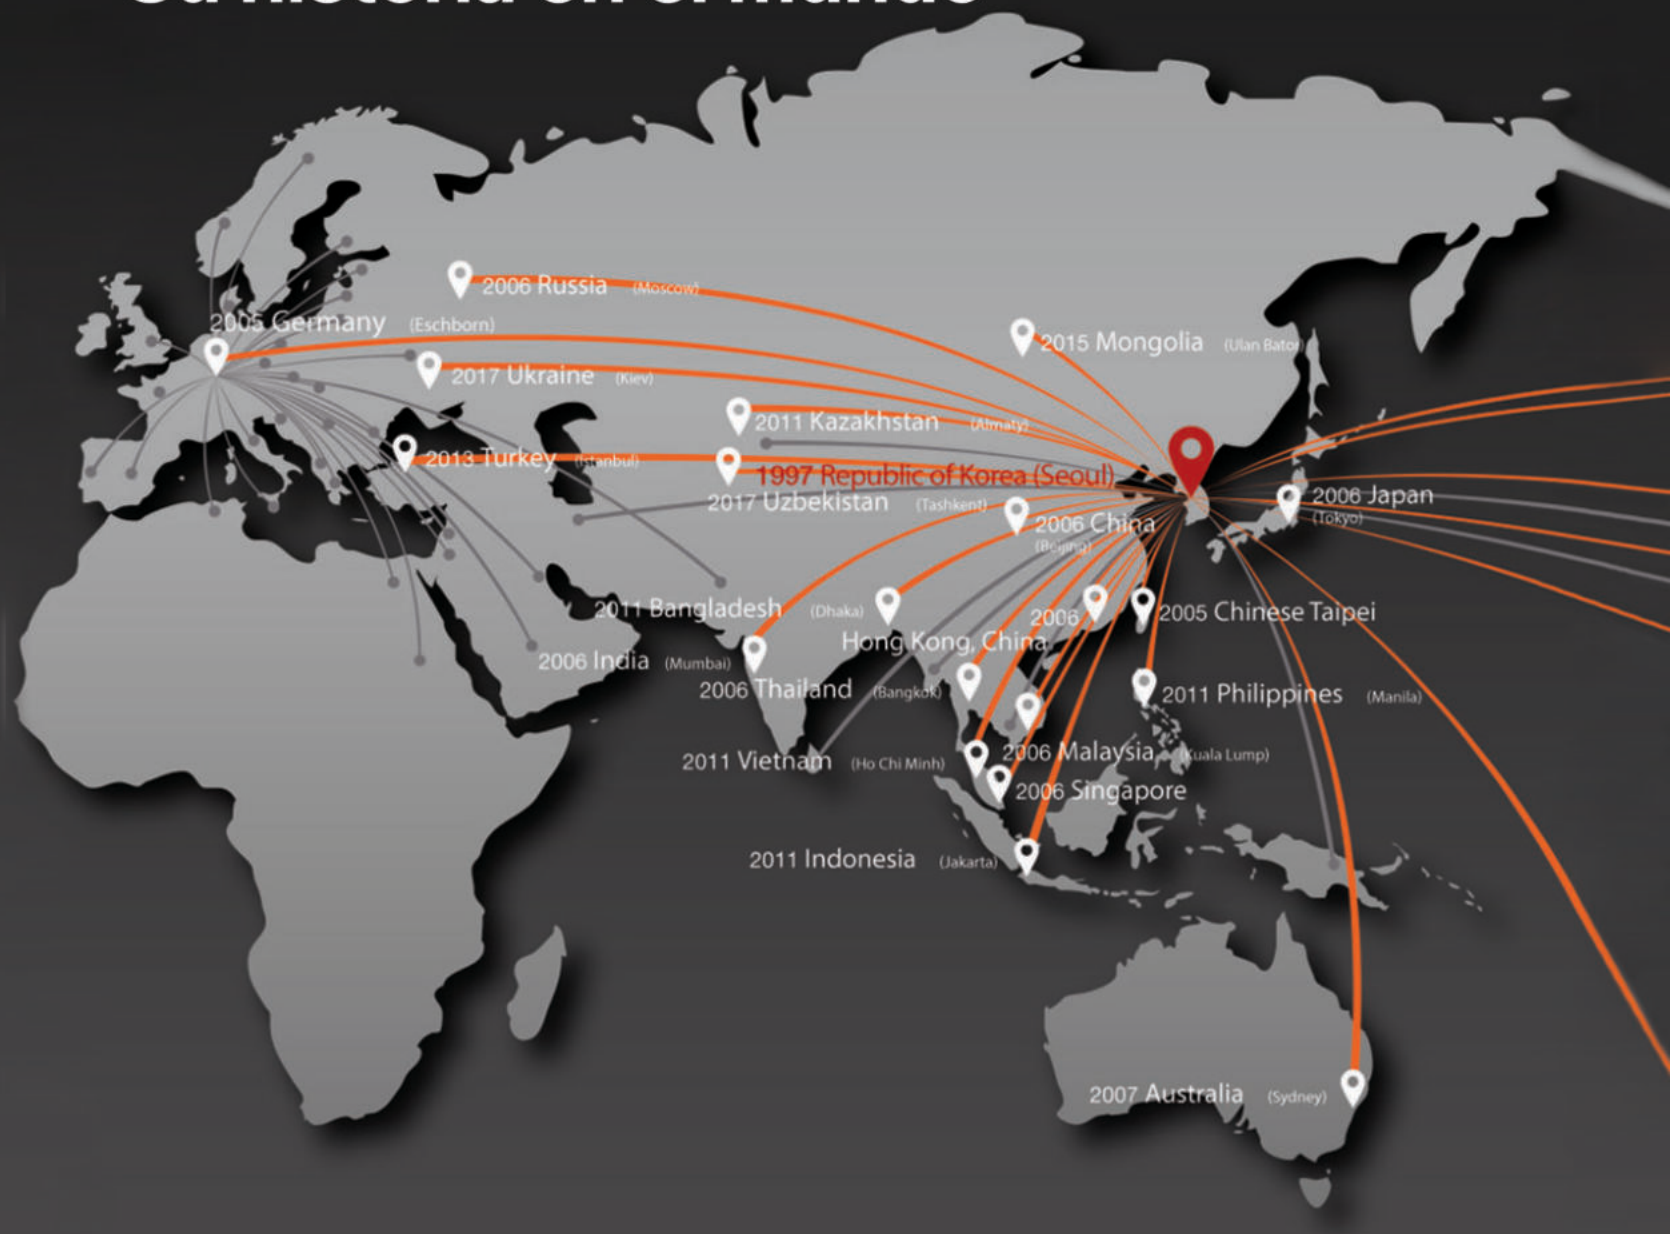 2006 Russia (Moscow)
2005 Germany (Eschborn)
2015 Mongolia (Ulan Bator)
2017 Ukraine (Kiev)
2011 Kazakhstan (Almaty)
2013 Turkey (Istanbul)
1997 Republic of Korea (Seoul)
2017 Uzbekistan (Tashkent)
2006 Japan
(Tokyo)
2006 China
(Beijing)
2011 Bangladesh (Dhaka)
2006
Hong Kong, China
2005 Chinese Taipei
2006 India (Mumbai)
2006 Thailand (Bangkok)
2011 Philippines (Manila)
2011 Vietnam (Ho Chi Minh)
2006 Malaysia (Kuala Lump)
2006 Singapore
2011 Indonesia (Jakarta)
2007 Australia (Sydney)